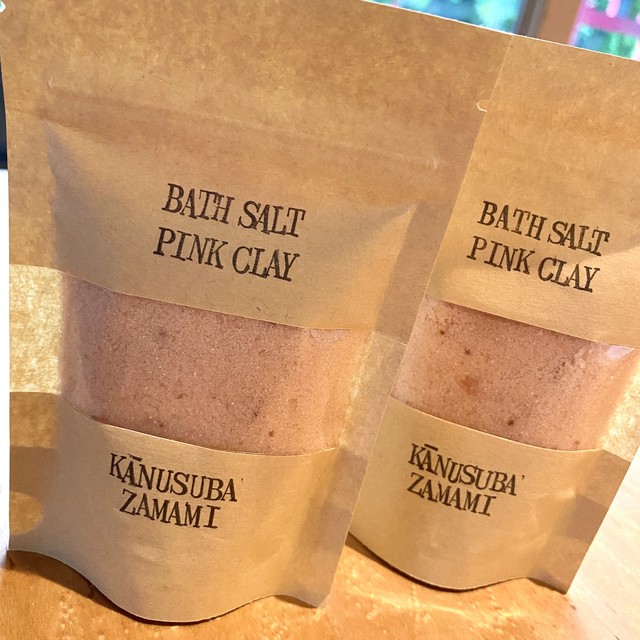 BATH SALT
PINK CLAY
KĀNUSUBA
ZAMAMI
BATH SALT
PINK CLAY
KĀNUSUBA
ZAMAMI